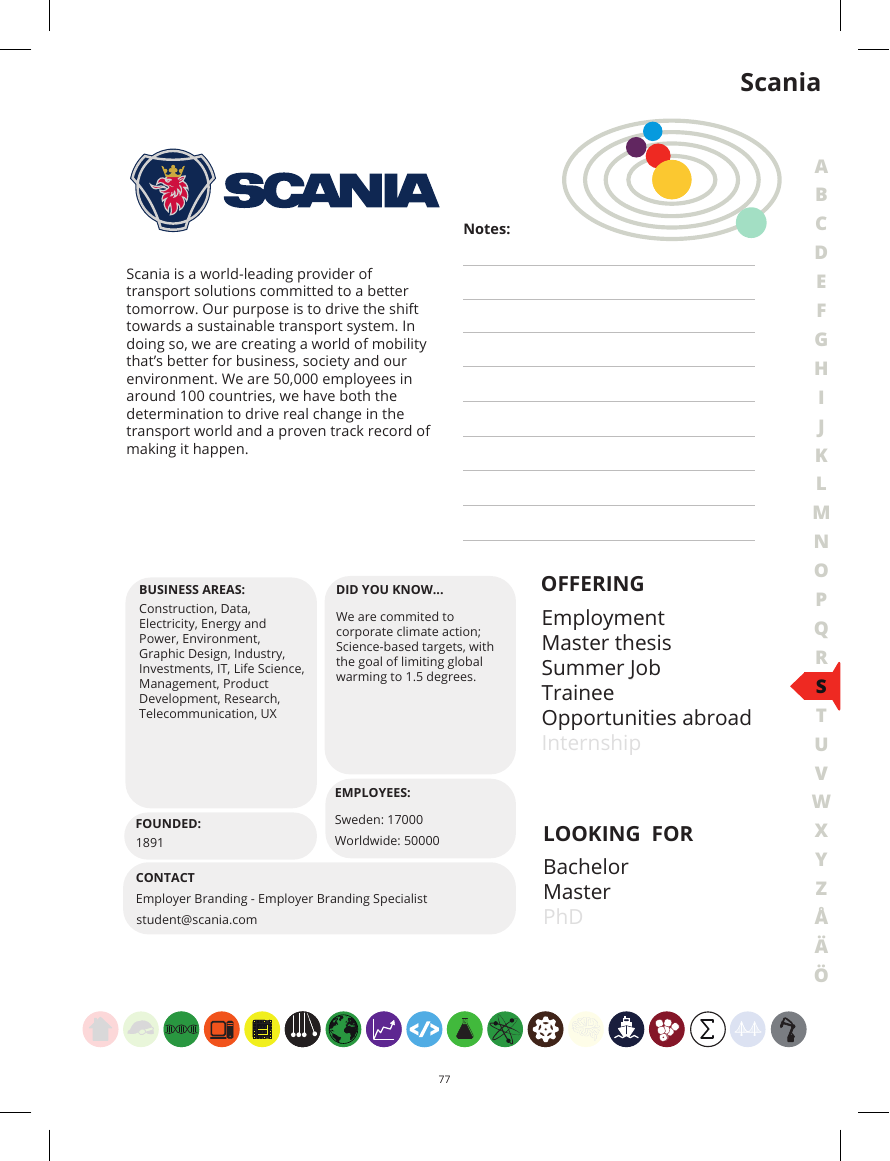 Scania
SCANIA
Notes:
Scania is a world-leading provider of
transport solutions committed to a better
tomorrow. Our purpose is to drive the shift
towards a sustainable transport system. In
doing so, we are creating a world of mobility
that’s better for business, society and our
environment. We are 50,000 employees in
around 100 countries, we have both the
determination to drive real change in the
transport world and a proven track record of
making it happen.
BUSINESS AREAS:
Construction, Data,
Electricity, Energy and
Power, Environment,
Graphic Design, Industry,
Investments, IT, Life Science,
Management, Product
Development, Research,
Telecommunication, UX
DID YOU KNOW...
We are commited to
corporate climate action;
Science-based targets, with
the goal of limiting global
warming to 1.5 degrees.
FOUNDED:
1891
EMPLOYEES:
Sweden: 17000
Worldwide: 50000
CONTACT
Employer Branding - Employer Branding Specialist
student@scania.com
OFFERING
Employment
Master thesis
Summer Job
Trainee
Opportunities abroad
Internship
LOOKING FOR
Bachelor
Master
PhD
A
B
C
D
E
F
G
H
I
J
K
L
M
N
O
P
Q
R
S
T
U
V
W
X
Y
Z
Å
Ä
Ö
</>
Σ
77